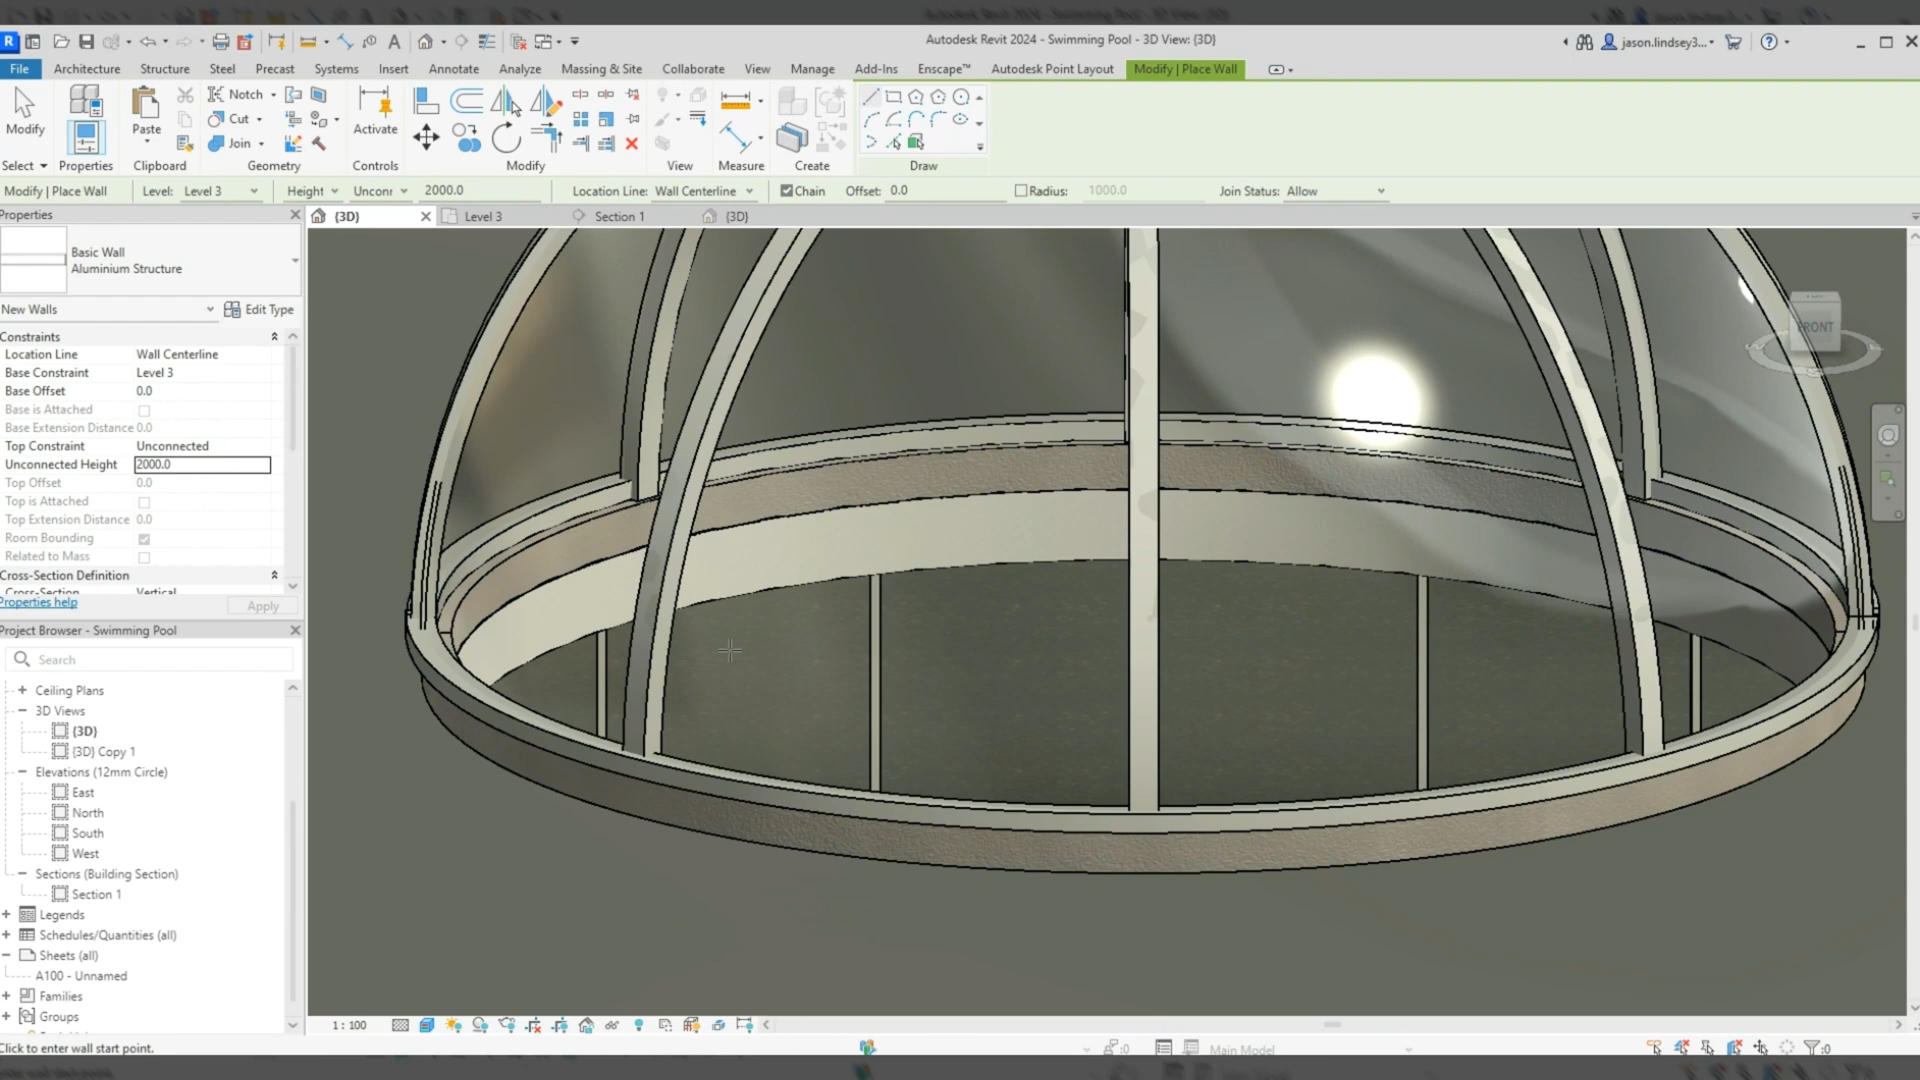 Autodesk Revit 2024 - Swimming Pool - 3D View: {3D}
jason.lindsey3...
File Architecture Structure Steel Precast Systems Insert Annotate Analyze Massing & Site Collaborate View Manage Add-Ins Enscape™ Autodesk Point Layout Modify | Place Wall
Modify
Properties
Paste
Notch
Cut
Join
Activate
Select Properties Clipboard Geometry Controls Modify View Measure Create Draw
Modify | Place Wall Level: Level 3 Height Uncon 2000.0 Location Line: Wall Centerline Chain Offset: 0.0 Radius: 1000.0 Join Status: Allow
Properties
{3D} Level 3 Section 1 {3D}
Basic Wall
Aluminium Structure
New Walls Edit Type
Constraints
Location Line Wall Centerline
Base Constraint Level 3
Base Offset 0.0
Base is Attached
Base Extension Distance 0.0
Top Constraint Unconnected
Unconnected Height 2000.0
Top Offset 0.0
Top is Attached
Top Extension Distance 0.0
Room Bounding
Related to Mass
Cross-Section Definition
Cross-Section Vertical
Properties help Apply
FRONT
Project Browser - Swimming Pool
Search
Ceiling Plans
3D Views
{3D}
{3D} Copy 1
Elevations (12mm Circle)
East
North
South
West
Sections (Building Section)
Section 1
Legends
Schedules/Quantities (all)
Sheets (all)
A100 - Unnamed
Families
Groups
1 : 100
Click to enter wall start point.
:0
Main Model
:0